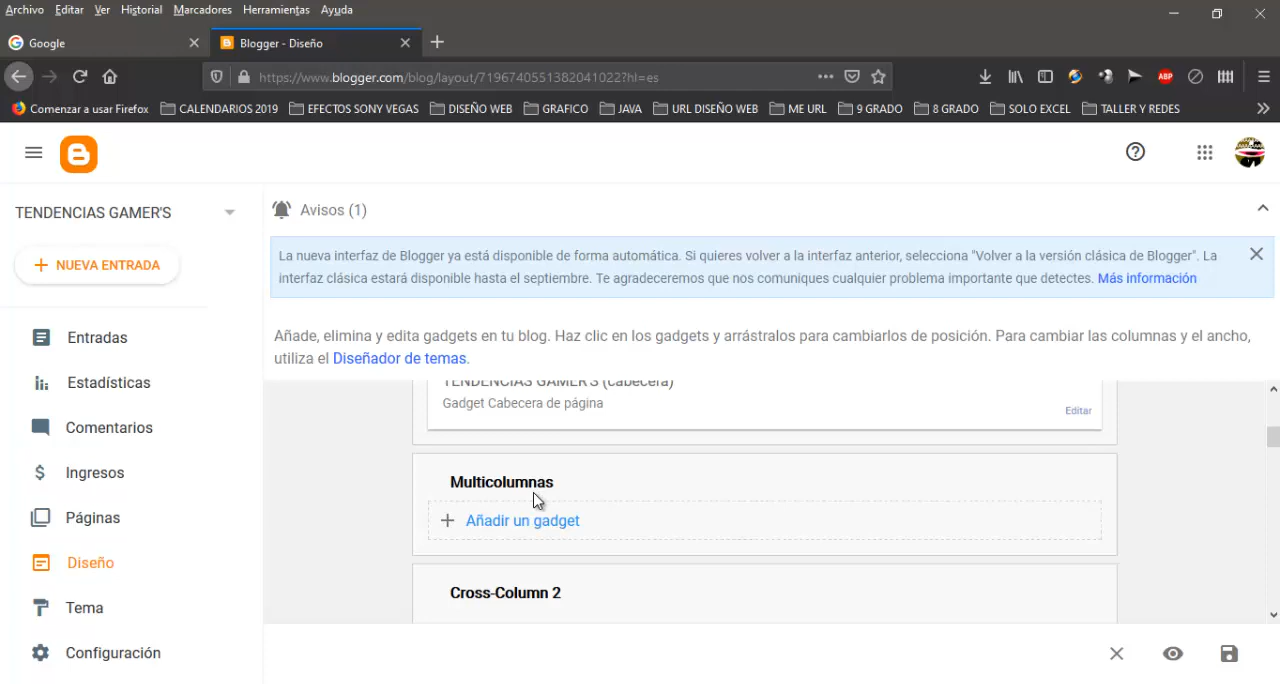 Archivo Editar Ver Historial Marcadores Herramientas Ayuda
Google
Blogger - Diseño
https://www.blogger.com/blog/layout/7196740551382041022?hl=es
ABP
Comenzar a usar Firefox CALENDARIOS 2019 EFECTOS SONY VEGAS DISEÑO WEB GRAFICO JAVA URL DISEÑO WEB ME URL 9 GRADO 8 GRADO SOLO EXCEL TALLER Y REDES
TENDENCIAS GAMER'S
NUEVA ENTRADA
Entradas
Estadísticas
Comentarios
Ingresos
Páginas
Diseño
Tema
Configuración
Avisos (1)
La nueva interfaz de Blogger ya está disponible de forma automática. Si quieres volver a la interfaz anterior, selecciona "Volver a la versión clásica de Blogger". La
interfaz clásica estará disponible hasta el septiembre. Te agradeceremos que nos comuniques cualquier problema importante que detectes. Más información
Añade, elimina y edita gadgets en tu blog. Haz clic en los gadgets y arrástralos para cambiarlos de posición. Para cambiar las columnas y el ancho,
utiliza el Diseñador de temas.
TENDENCIAS GAMER'S (cabecera)
Gadget Cabecera de página
Editar
Multicolumnas
Añadir un gadget
Cross-Column 2